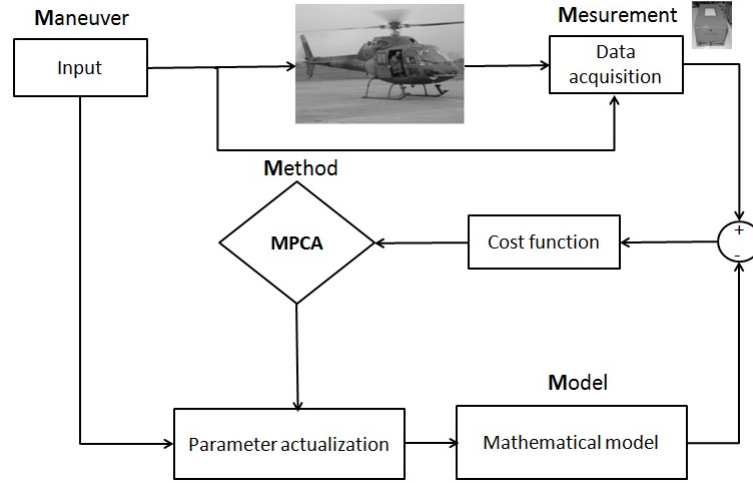 Maneuver
Mesurement
Input
Data
acquisition
Method
MPCA
Cost function
+
-
Model
Parameter actualization
Mathematical model